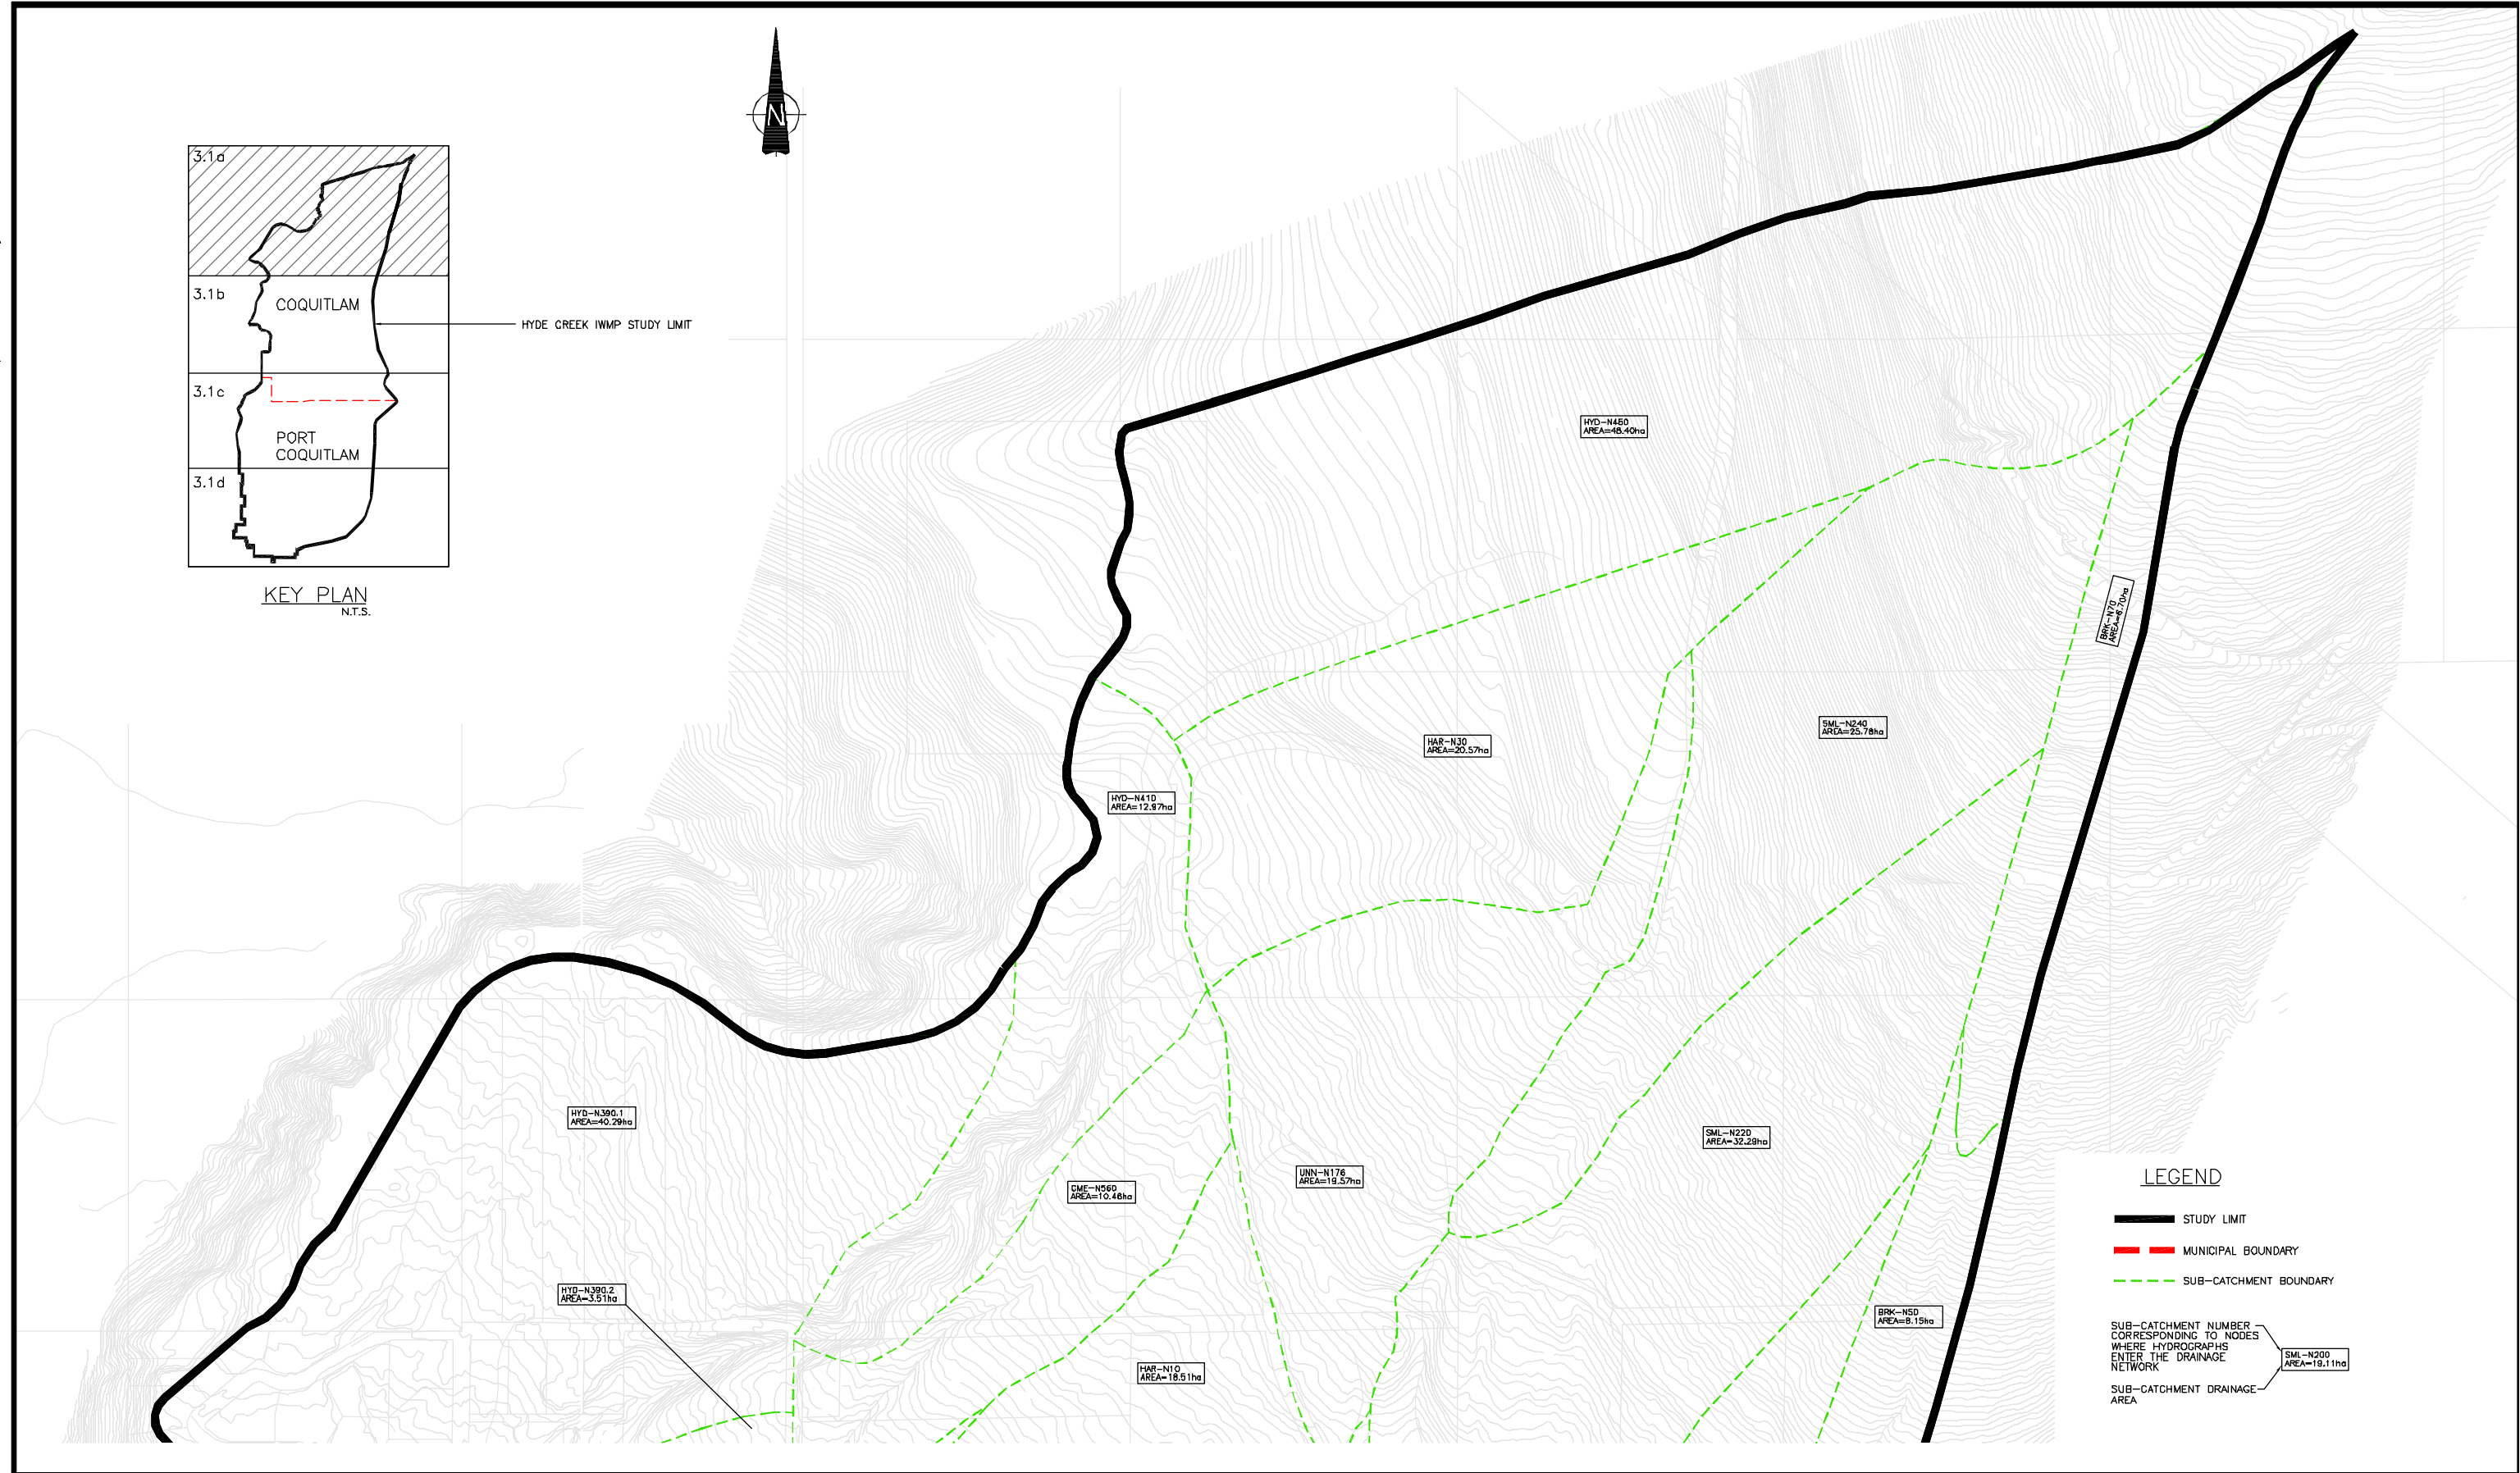 N
3.1a
3.1b
COQUITLAM
HYDE CREEK IWMP STUDY LIMIT
3.1c
PORT
COQUITLAM
3.1d
KEY PLAN
N.T.S.
HYD-N450
AREA=48.40ha
BRK-N70
AREA=6.70ha
SML-N240
AREA=25.78ha
HAR-N30
AREA=20.57ha
HYD-N410
AREA=12.97ha
HYD-N390.1
AREA=40.29ha
SML-N220
AREA=32.29ha
UNN-N176
AREA=19.57ha
CME-N560
AREA=10.46ha
HYD-N390.2
AREA=3.51ha
BRK-N50
AREA=8.15ha
HAR-N10
AREA=18.51ha
LEGEND
STUDY LIMIT
MUNICIPAL BOUNDARY
SUB-CATCHMENT BOUNDARY
SUB-CATCHMENT NUMBER
CORRESPONDING TO NODES
WHERE HYDROGRAPHS
ENTER THE DRAINAGE
NETWORK
SML-N200
AREA=19.11ha
SUB-CATCHMENT DRAINAGE
AREA